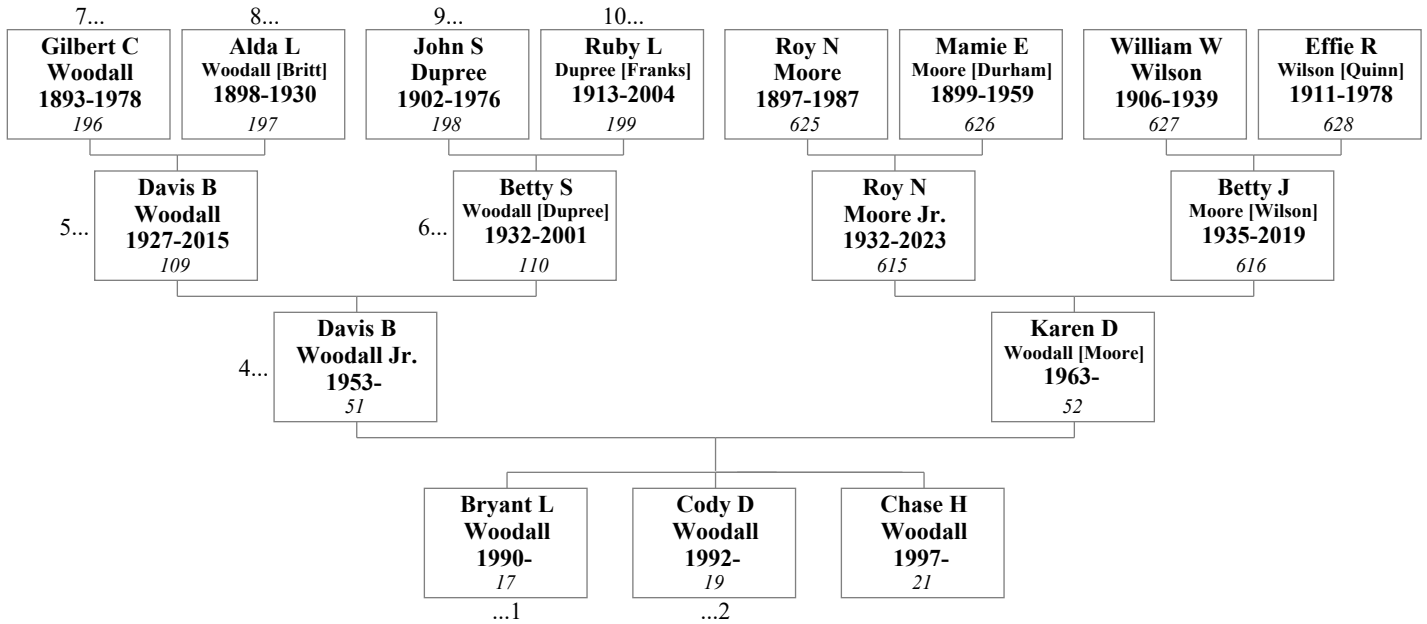 7...
8...
9...
10...
Gilbert C
Woodall
1893-1978
196
Alda L
Woodall [Britt]
1898-1930
197
John S
Dupree
1902-1976
198
Ruby L
Dupree [Franks]
1913-2004
199
Roy N
Moore
1897-1987
625
Mamie E
Moore [Durham]
1899-1959
626
William W
Wilson
1906-1939
627
Effie R
Wilson [Quinn]
1911-1978
628
5...
Davis B
Woodall
1927-2015
109
6...
Betty S
Woodall [Dupree]
1932-2001
110
Roy N
Moore Jr.
1932-2023
615
Betty J
Moore [Wilson]
1935-2019
616
4...
Davis B
Woodall Jr.
1953-
51
Karen D
Woodall [Moore]
1963-
52
Bryant L
Woodall
1990-
17
Cody D
Woodall
1992-
19
Chase H
Woodall
1997-
21
...1
...2